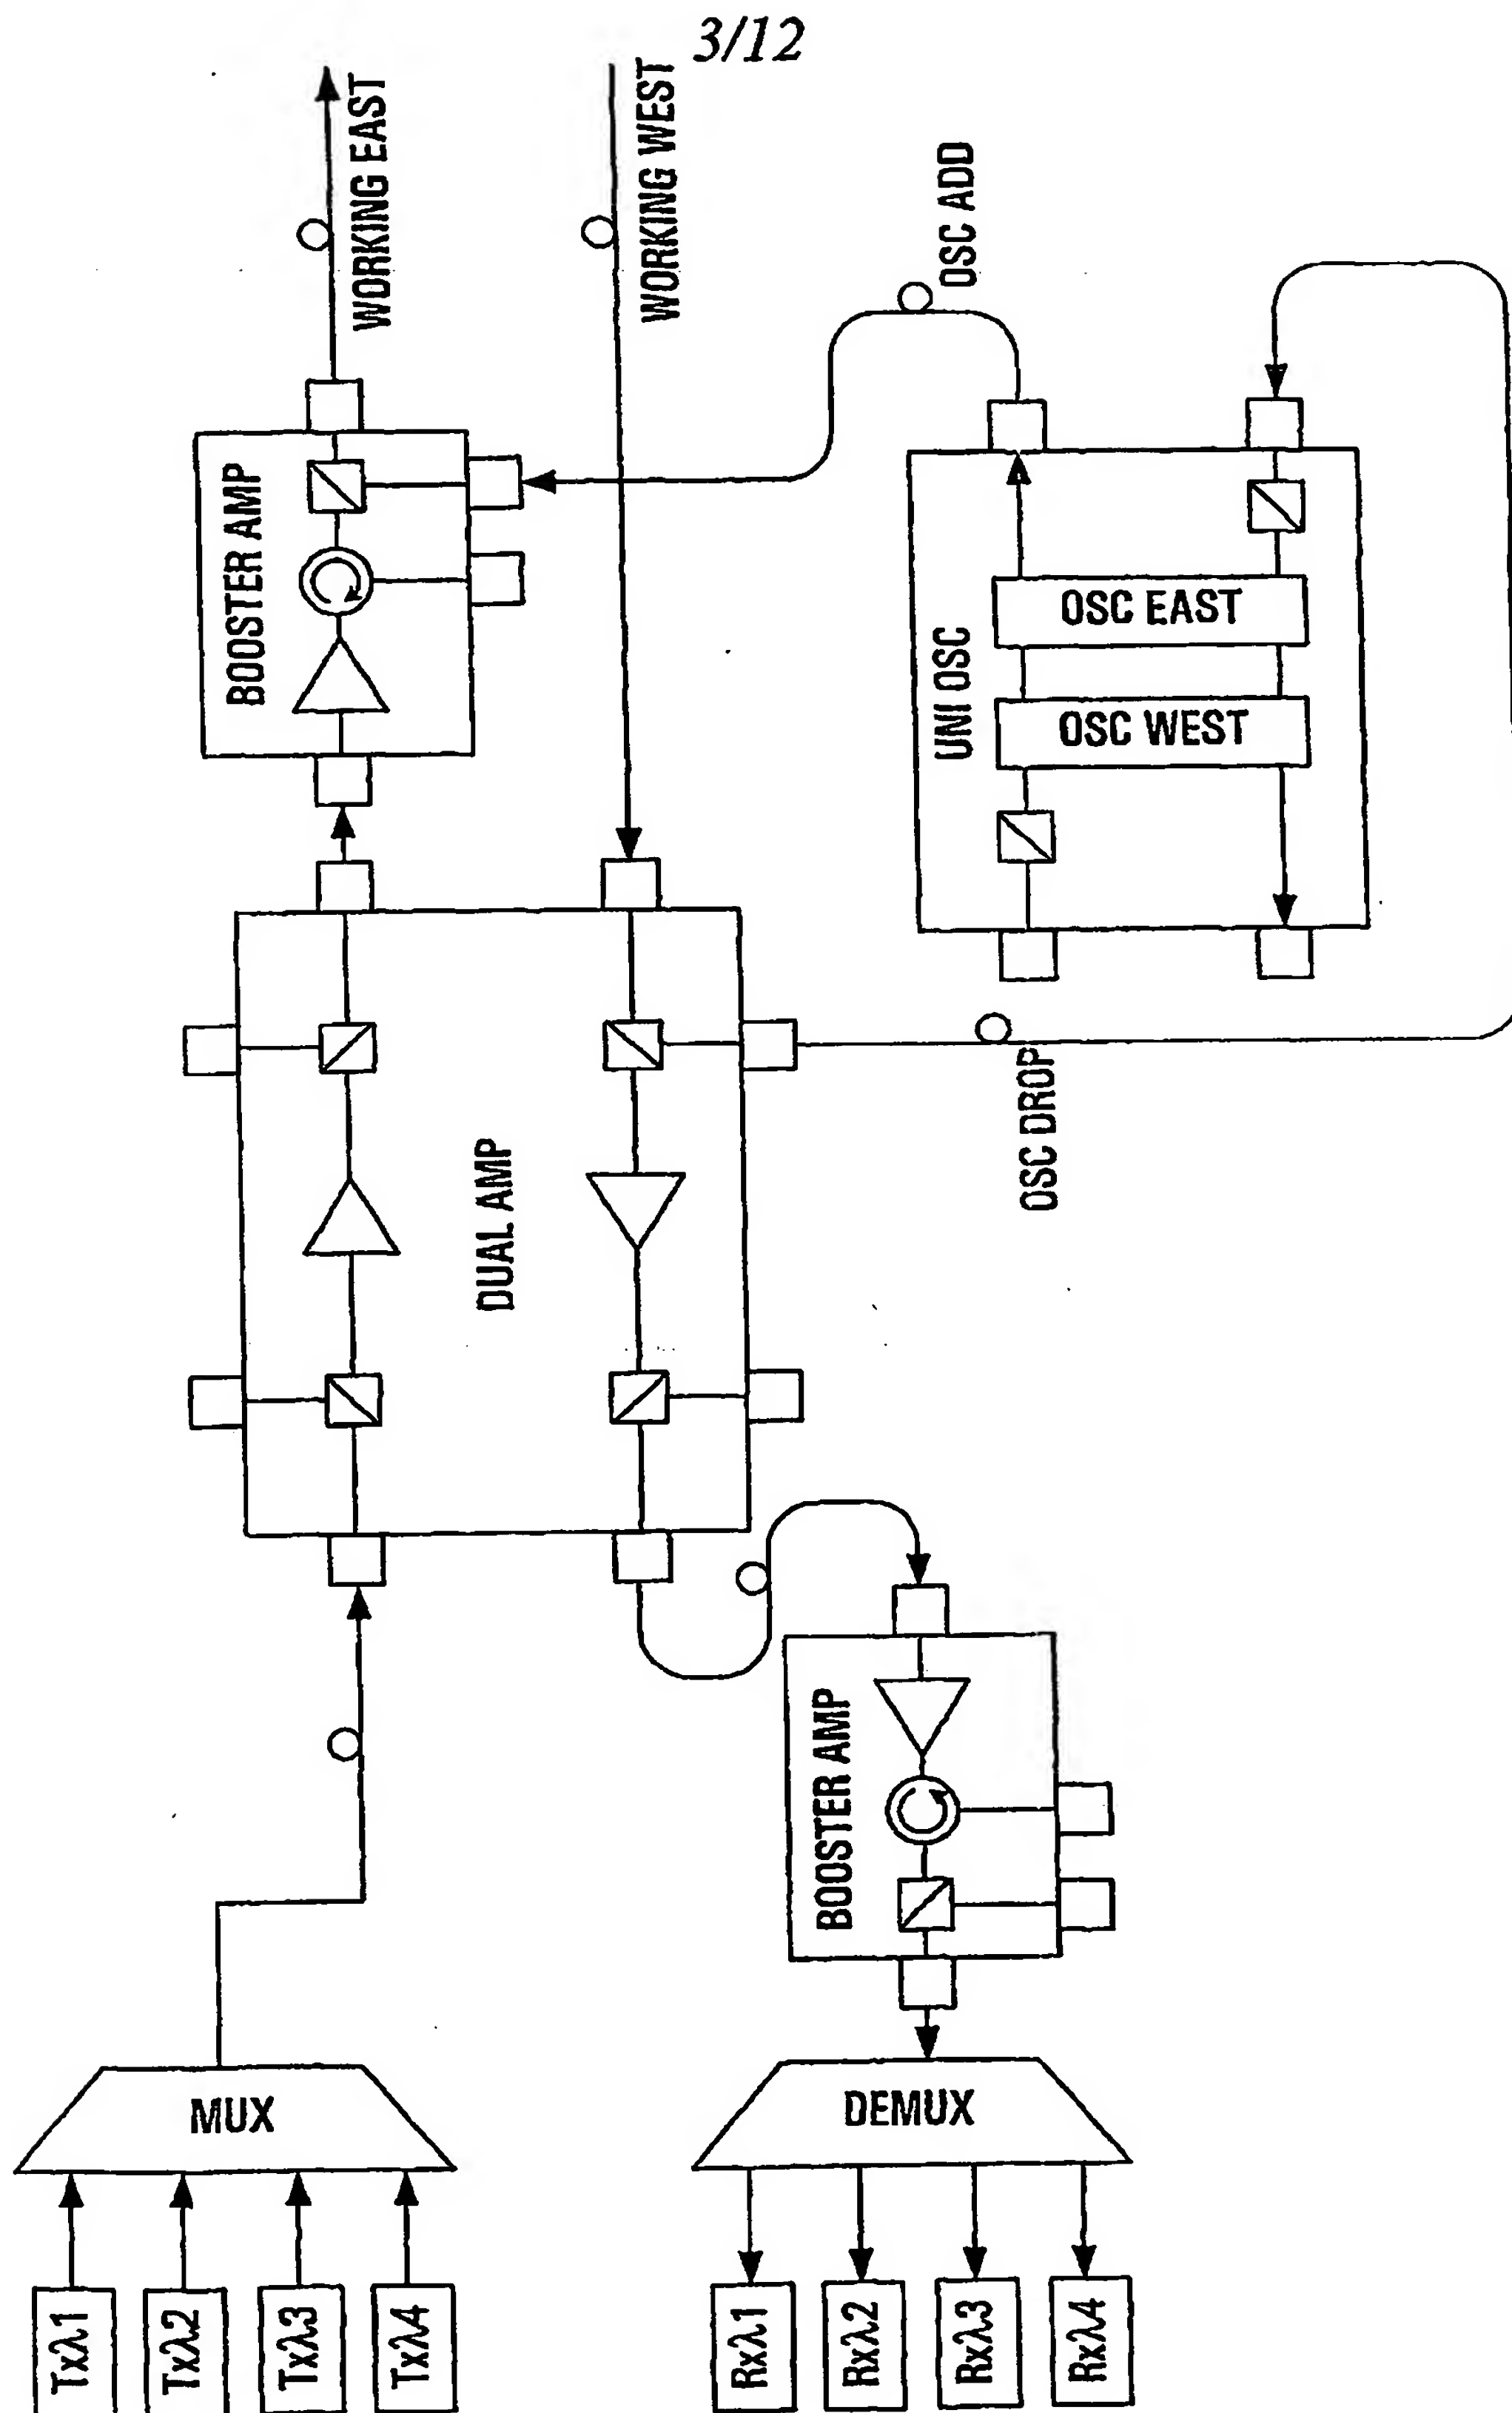 3/12
WORKING EAST
WORKING WEST
OSC ADD
BOOSTER AMP
UNI OSC
OSC EAST
OSC WEST
DUAL AMP
OSC DROP
BOOSTER AMP
MUX
DEMUX
Txλ1
Txλ2
Txλ3
Txλ4
Rxλ1
Rxλ2
Rxλ3
Rxλ4